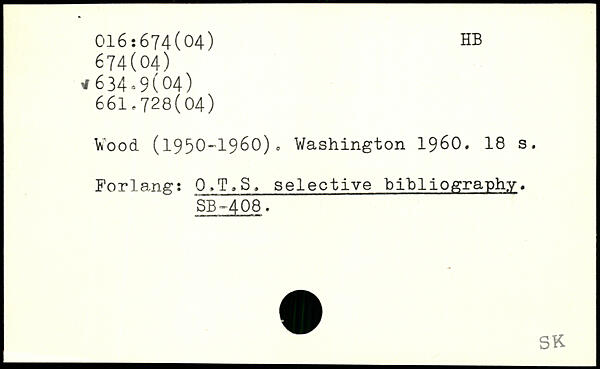 016:674(04) HB
674(04)
✓634.9(04)
661.728(04)
Wood (1950-1960). Washington 1960. 18 s.
Forlang: O.T.S. selective bibliography.
SB-408.
SK